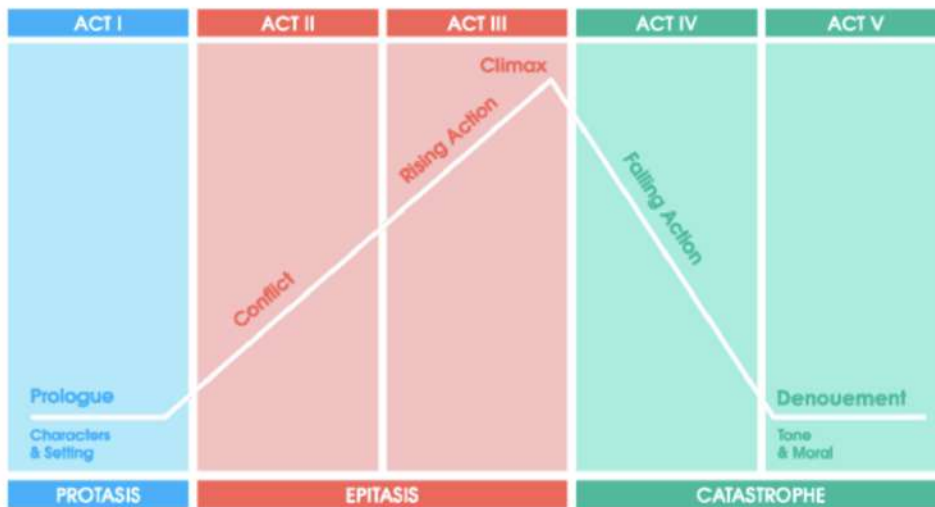 ACT I
ACT II
ACT III
ACT IV
ACT V
Climax
Rising Action
Falling Action
Conflict
Prologue
Characters
& Setting
Denouement
Tone
& Moral
PROTASIS
EPITASIS
CATASTROPHE